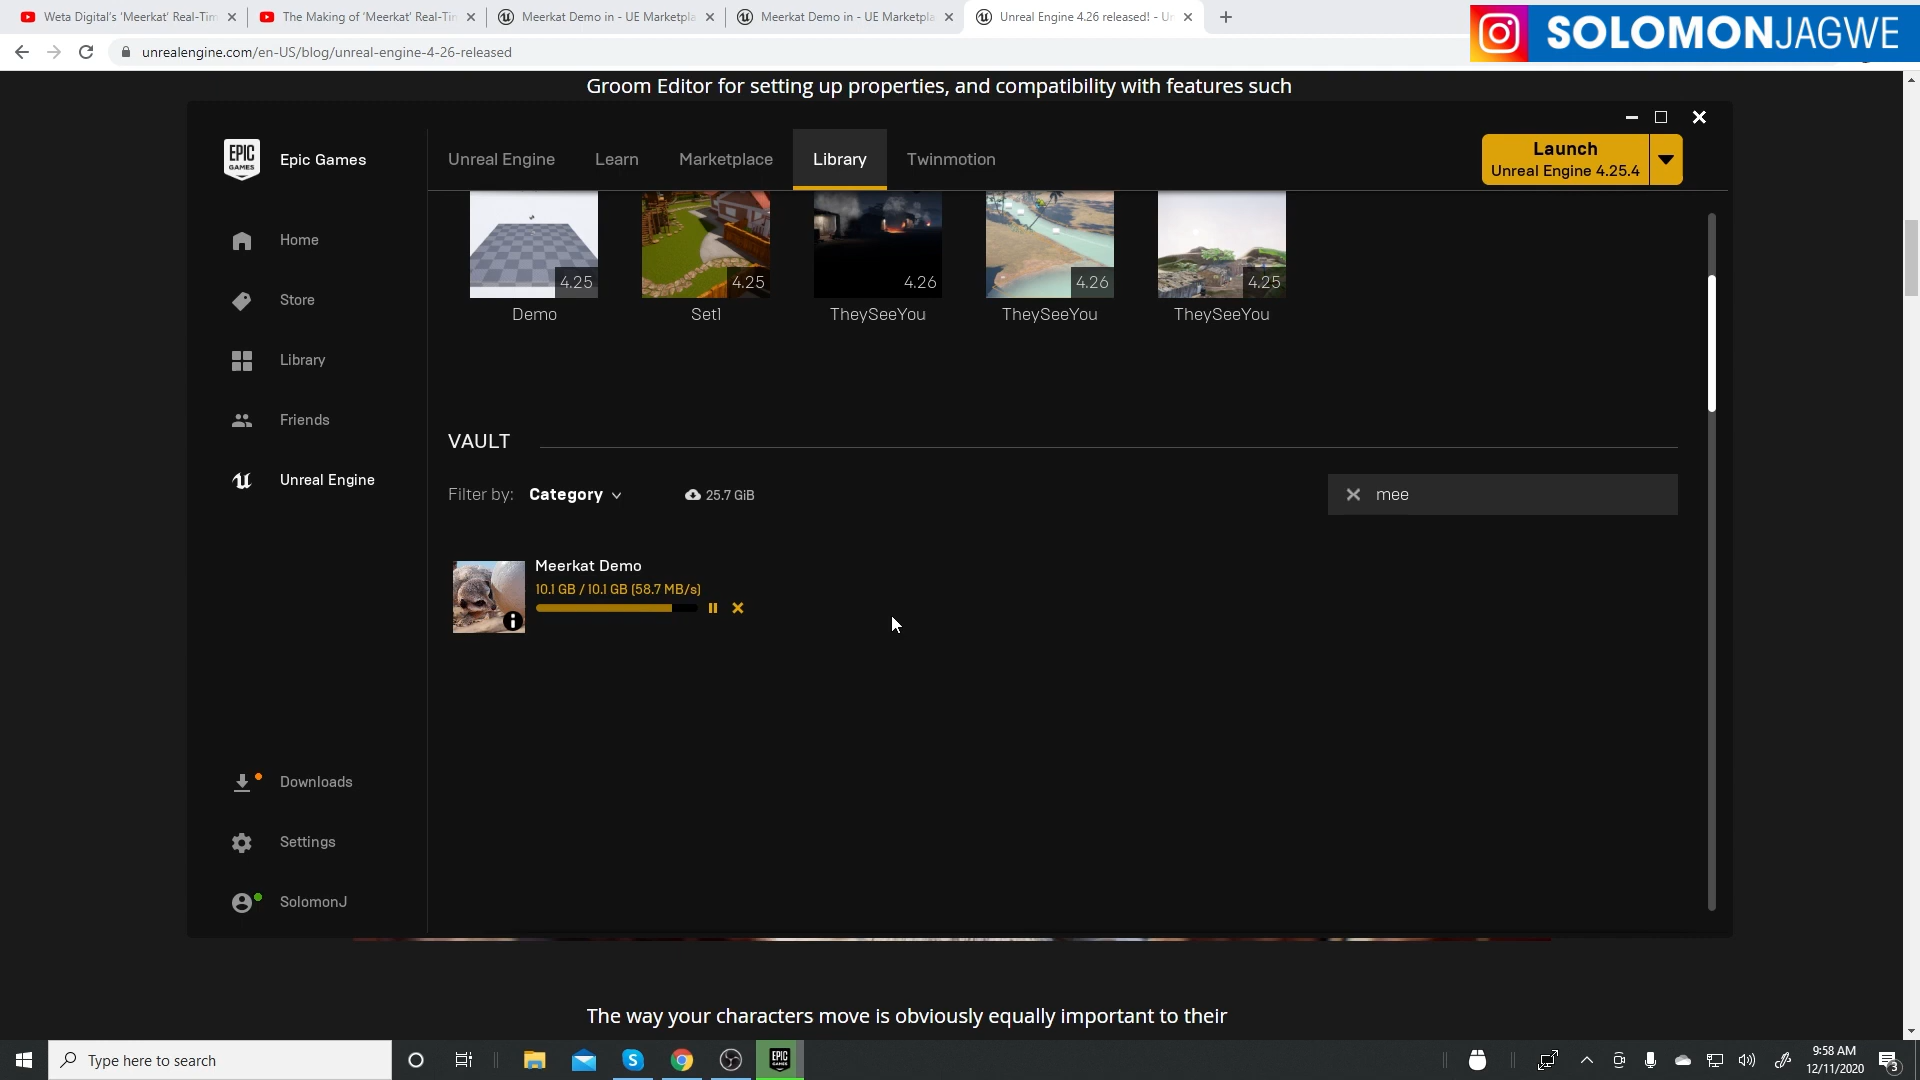 Weta Digital's 'Meerkat' Real-Tim
The Making of 'Meerkat' Real-Tir
Meerkat Demo in - UE Marketpla
Meerkat Demo in - UE Marketpla
Unreal Engine 4.26 released! - Un
SOLOMONJAGWE
unrealengine.com/en-US/blog/unreal-engine-4-26-released
Groom Editor for setting up properties, and compatibility with features such
EPIC GAMES
Epic Games
Unreal Engine
Learn
Marketplace
Library
Twinmotion
Launch
Unreal Engine 4.25.4
Home
Store
Library
Friends
Unreal Engine
4.25
4.25
4.26
4.26
4.25
Demo
Set1
TheySeeYou
TheySeeYou
TheySeeYou
VAULT
Filter by: Category
25.7 GiB
mee
Meerkat Demo
10.1 GB / 10.1 GB (58.7 MB/s)
Downloads
Settings
SolomonJ
The way your characters move is obviously equally important to their
Type here to search
EPIC
9:58 AM
12/11/2020
3